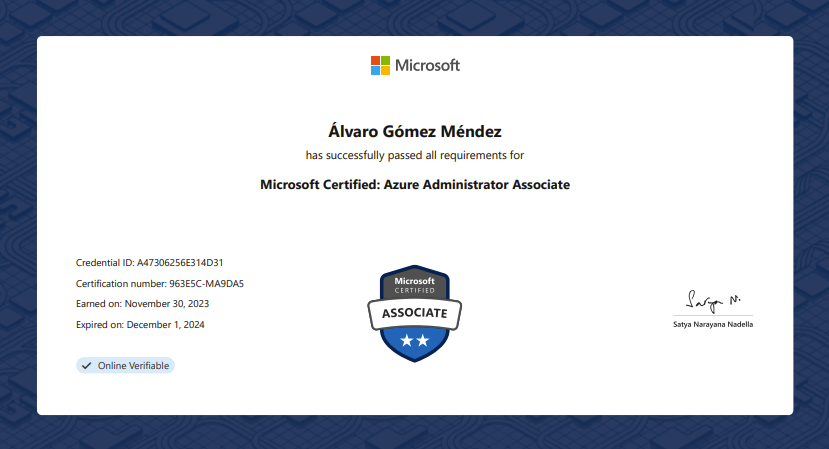 Microsoft
Álvaro Gómez Méndez
has successfully passed all requirements for
Microsoft Certified: Azure Administrator Associate
Credential ID: A47306256E314D31
Certification number: 963E5C-MA9DA5
Earned on: November 30, 2023
Expired on: December 1, 2024
Online Verifiable
Microsoft
CERTIFIED
ASSOCIATE
Satya N.
Satya Narayana Nadella